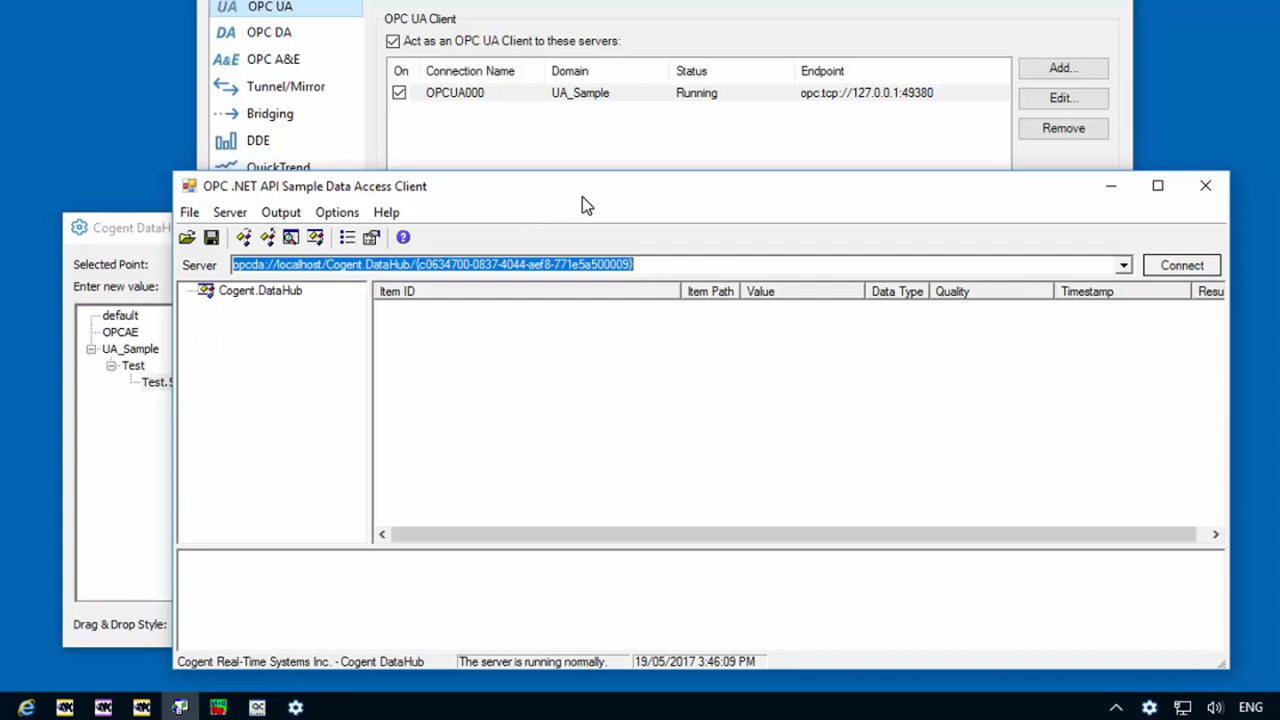 UA OPC UA
DA OPC DA
A&E OPC A&E
Tunnel/Mirror
Bridging
DDE
QuickTrend
OPC UA Client
Act as an OPC UA Client to these servers:
On Connection Name Domain Status Endpoint
OPCUA000 UA_Sample Running opc.tcp://127.0.0.1:49380
Add...
Edit...
Remove
Cogent DataH
Selected Point:
Enter new value:
default
OPCAE
UA_Sample
Test
Test.S
Drag & Drop Style:
OPC .NET API Sample Data Access Client
File Server Output Options Help
Server opcda://localhost/Cogent.DataHub/{c0634700-0837-4044-aef8-771e5a500009} Connect
Cogent.DataHub
Item ID Item Path Value Data Type Quality Timestamp Resu
Cogent Real-Time Systems Inc. - Cogent DataHub The server is running normally. 19/05/2017 3:46:09 PM
ENG